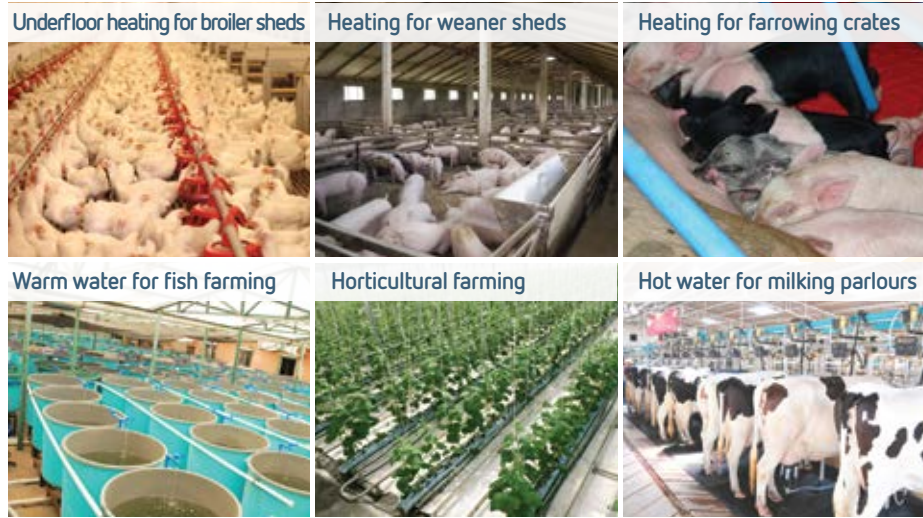 Underfloor heating for broiler sheds
Heating for weaner sheds
Heating for farrowing crates
Warm water for fish farming
Horticultural farming
Hot water for milking parlours